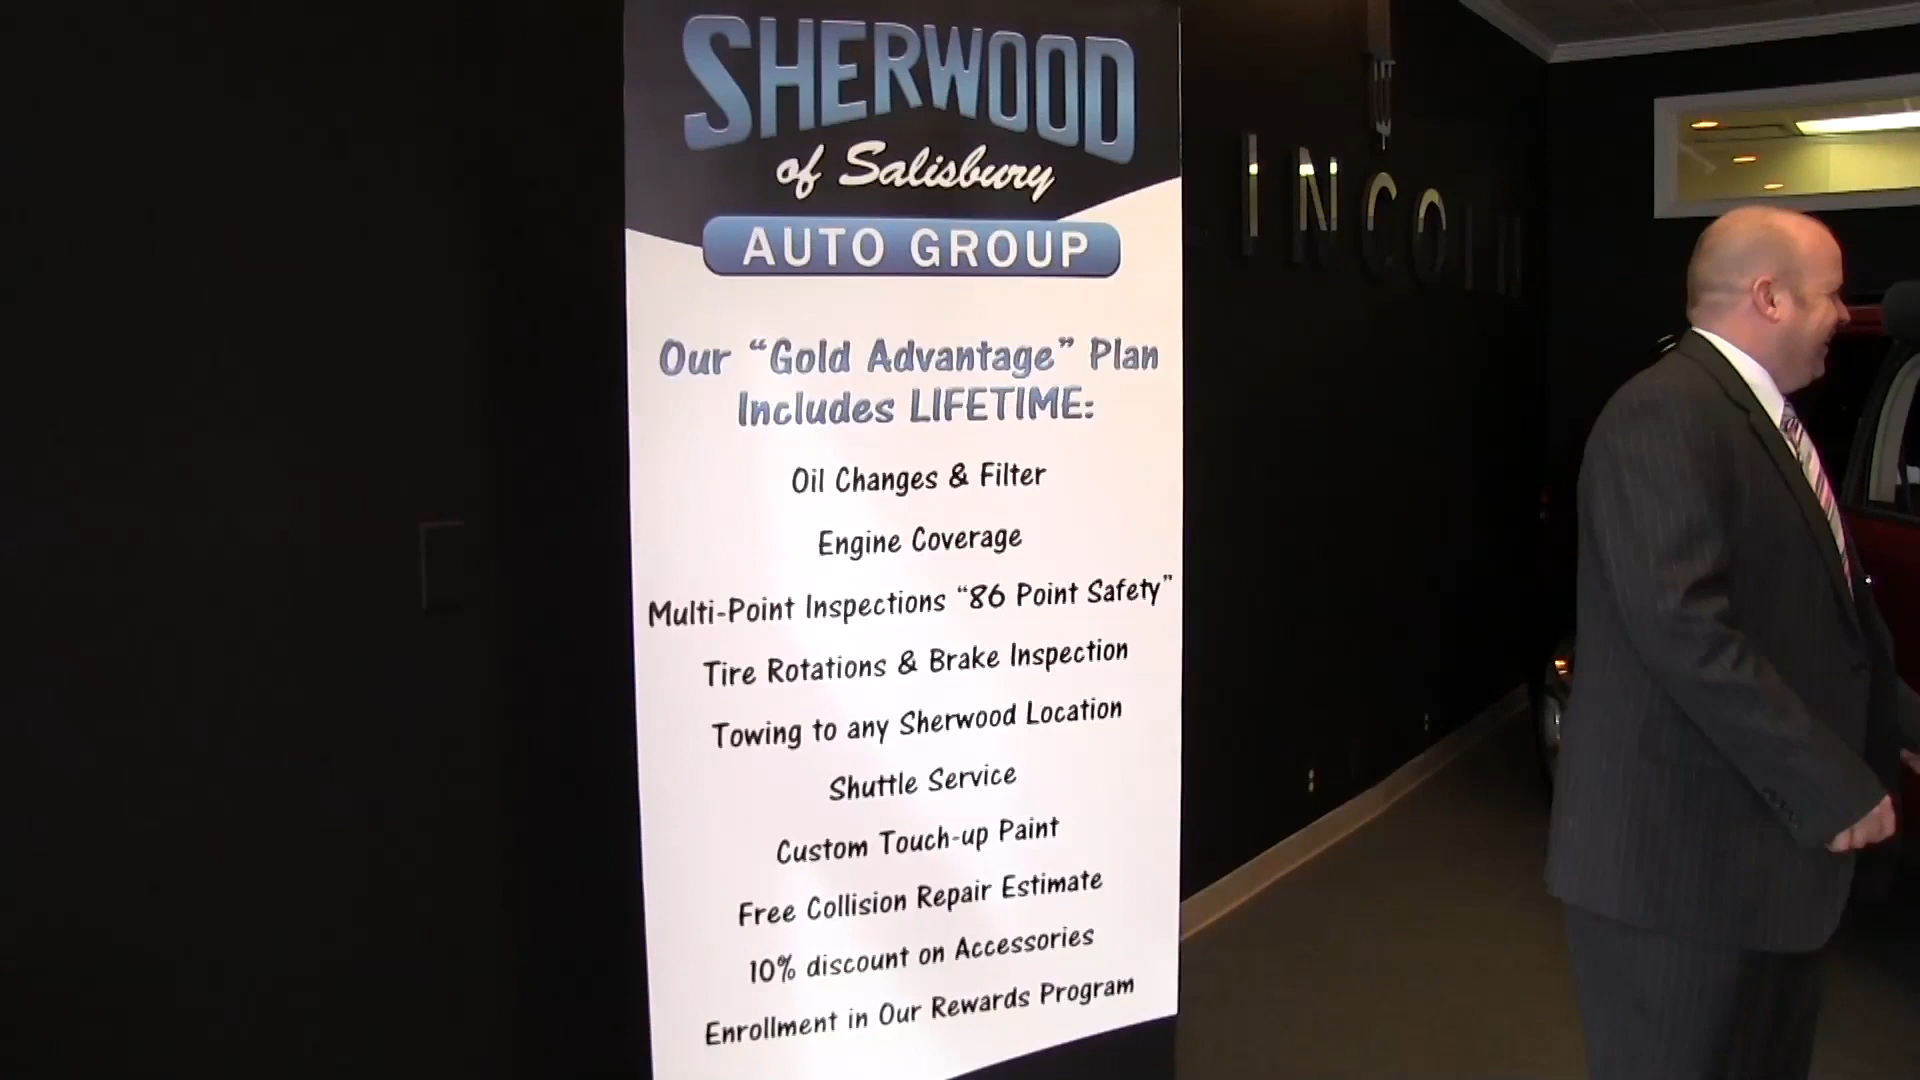 SHERWOOD
of Salisbury
AUTO GROUP
Our “Gold Advantage” Plan
Includes LIFETIME:
Oil Changes & Filter
Engine Coverage
Multi-Point Inspections “86 Point Safety”
Tire Rotations & Brake Inspection
Towing to any Sherwood Location
Shuttle Service
Custom Touch-up Paint
Free Collision Repair Estimate
10% discount on Accessories
Enrollment in Our Rewards Program
INCOLN